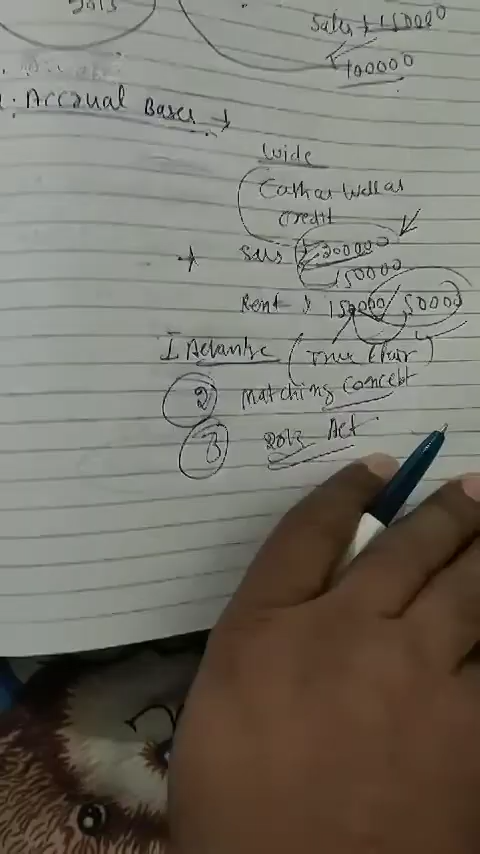 2013
Sales 150000
100000
Accrual Bases →
Wide
Cash as well as
credit
→ Sales 200000
150000
Rent 150000/50000
I Advantage (True & fair)
2 Matching Concept
3 2013 Act